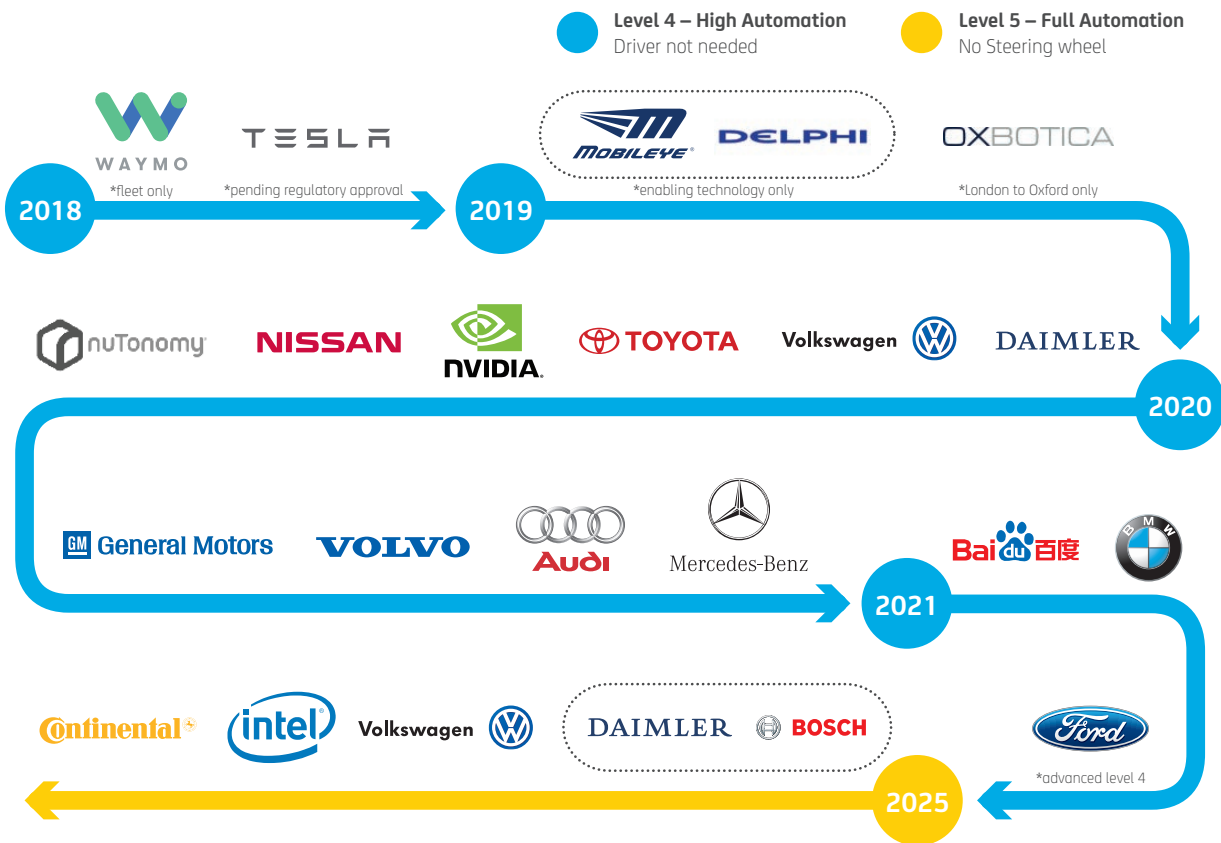 Level 4 – High Automation
Driver not needed
Level 5 – Full Automation
No Steering wheel
WAYMO
*fleet only
TESLA
*pending regulatory approval
MOBILEYE®
DELPHI
*enabling technology only
OXBOTICA
*London to Oxford only
2018
2019
nuTonomy
NISSAN
NVIDIA.
TOYOTA
Volkswagen
DAIMLER
2020
GM General Motors
VOLVO
Audi
Mercedes-Benz
Bai du 百度
BMW
2021
Continental
intel®
Volkswagen
DAIMLER
BOSCH
Ford
*advanced level 4
2025